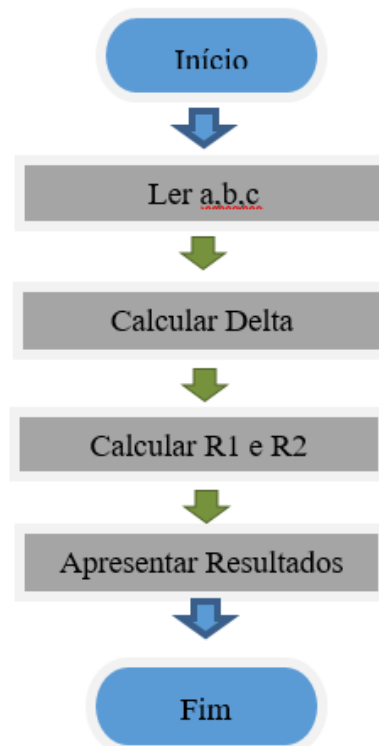 Início
Ler a,b,c
Calcular Delta
Calcular R1 e R2
Apresentar Resultados
Fim